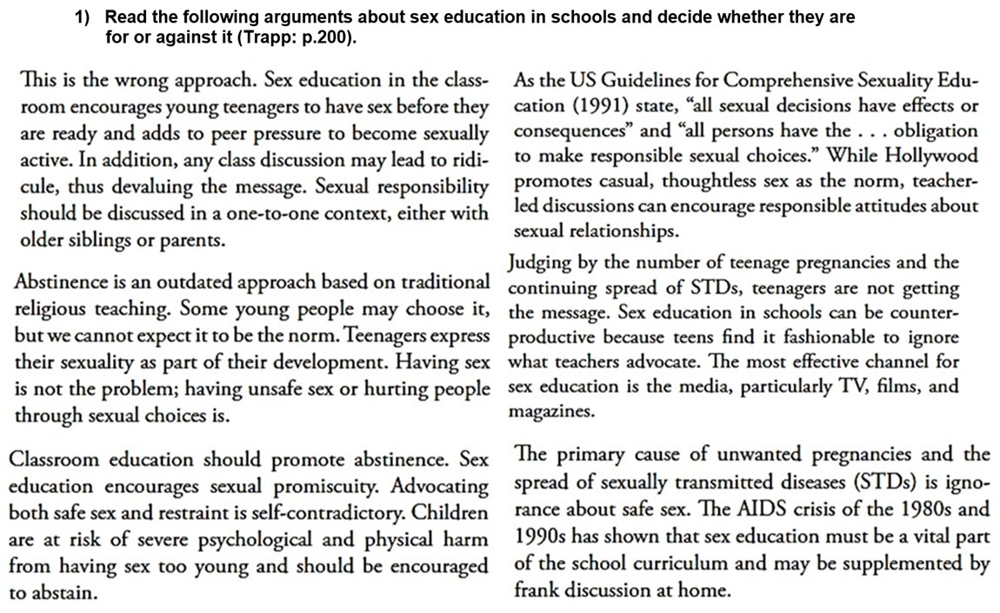 1) Read the following arguments about sex education in schools and decide whether they are
for or against it (Trapp: p.200).
This is the wrong approach. Sex education in the class-
room encourages young teenagers to have sex before they
are ready and adds to peer pressure to become sexually
active. In addition, any class discussion may lead to ridi-
cule, thus devaluing the message. Sexual responsibility
should be discussed in a one-to-one context, either with
older siblings or parents.
Abstinence is an outdated approach based on traditional
religious teaching. Some young people may choose it,
but we cannot expect it to be the norm. Teenagers express
their sexuality as part of their development. Having sex
is not the problem; having unsafe sex or hurting people
through sexual choices is.
Classroom education should promote abstinence. Sex
education encourages sexual promiscuity. Advocating
both safe sex and restraint is self-contradictory. Children
are at risk of severe psychological and physical harm
from having sex too young and should be encouraged
to abstain.
As the US Guidelines for Comprehensive Sexuality Edu-
cation (1991) state, “all sexual decisions have effects or
consequences” and “all persons have the . . . obligation
to make responsible sexual choices.” While Hollywood
promotes casual, thoughtless sex as the norm, teacher-
led discussions can encourage responsible attitudes about
sexual relationships.
Judging by the number of teenage pregnancies and the
continuing spread of STDs, teenagers are not getting
the message. Sex education in schools can be counter-
productive because teens find it fashionable to ignore
what teachers advocate. The most effective channel for
sex education is the media, particularly TV, films, and
magazines.
The primary cause of unwanted pregnancies and the
spread of sexually transmitted diseases (STDs) is igno-
rance about safe sex. The AIDS crisis of the 1980s and
1990s has shown that sex education must be a vital part
of the school curriculum and may be supplemented by
frank discussion at home.